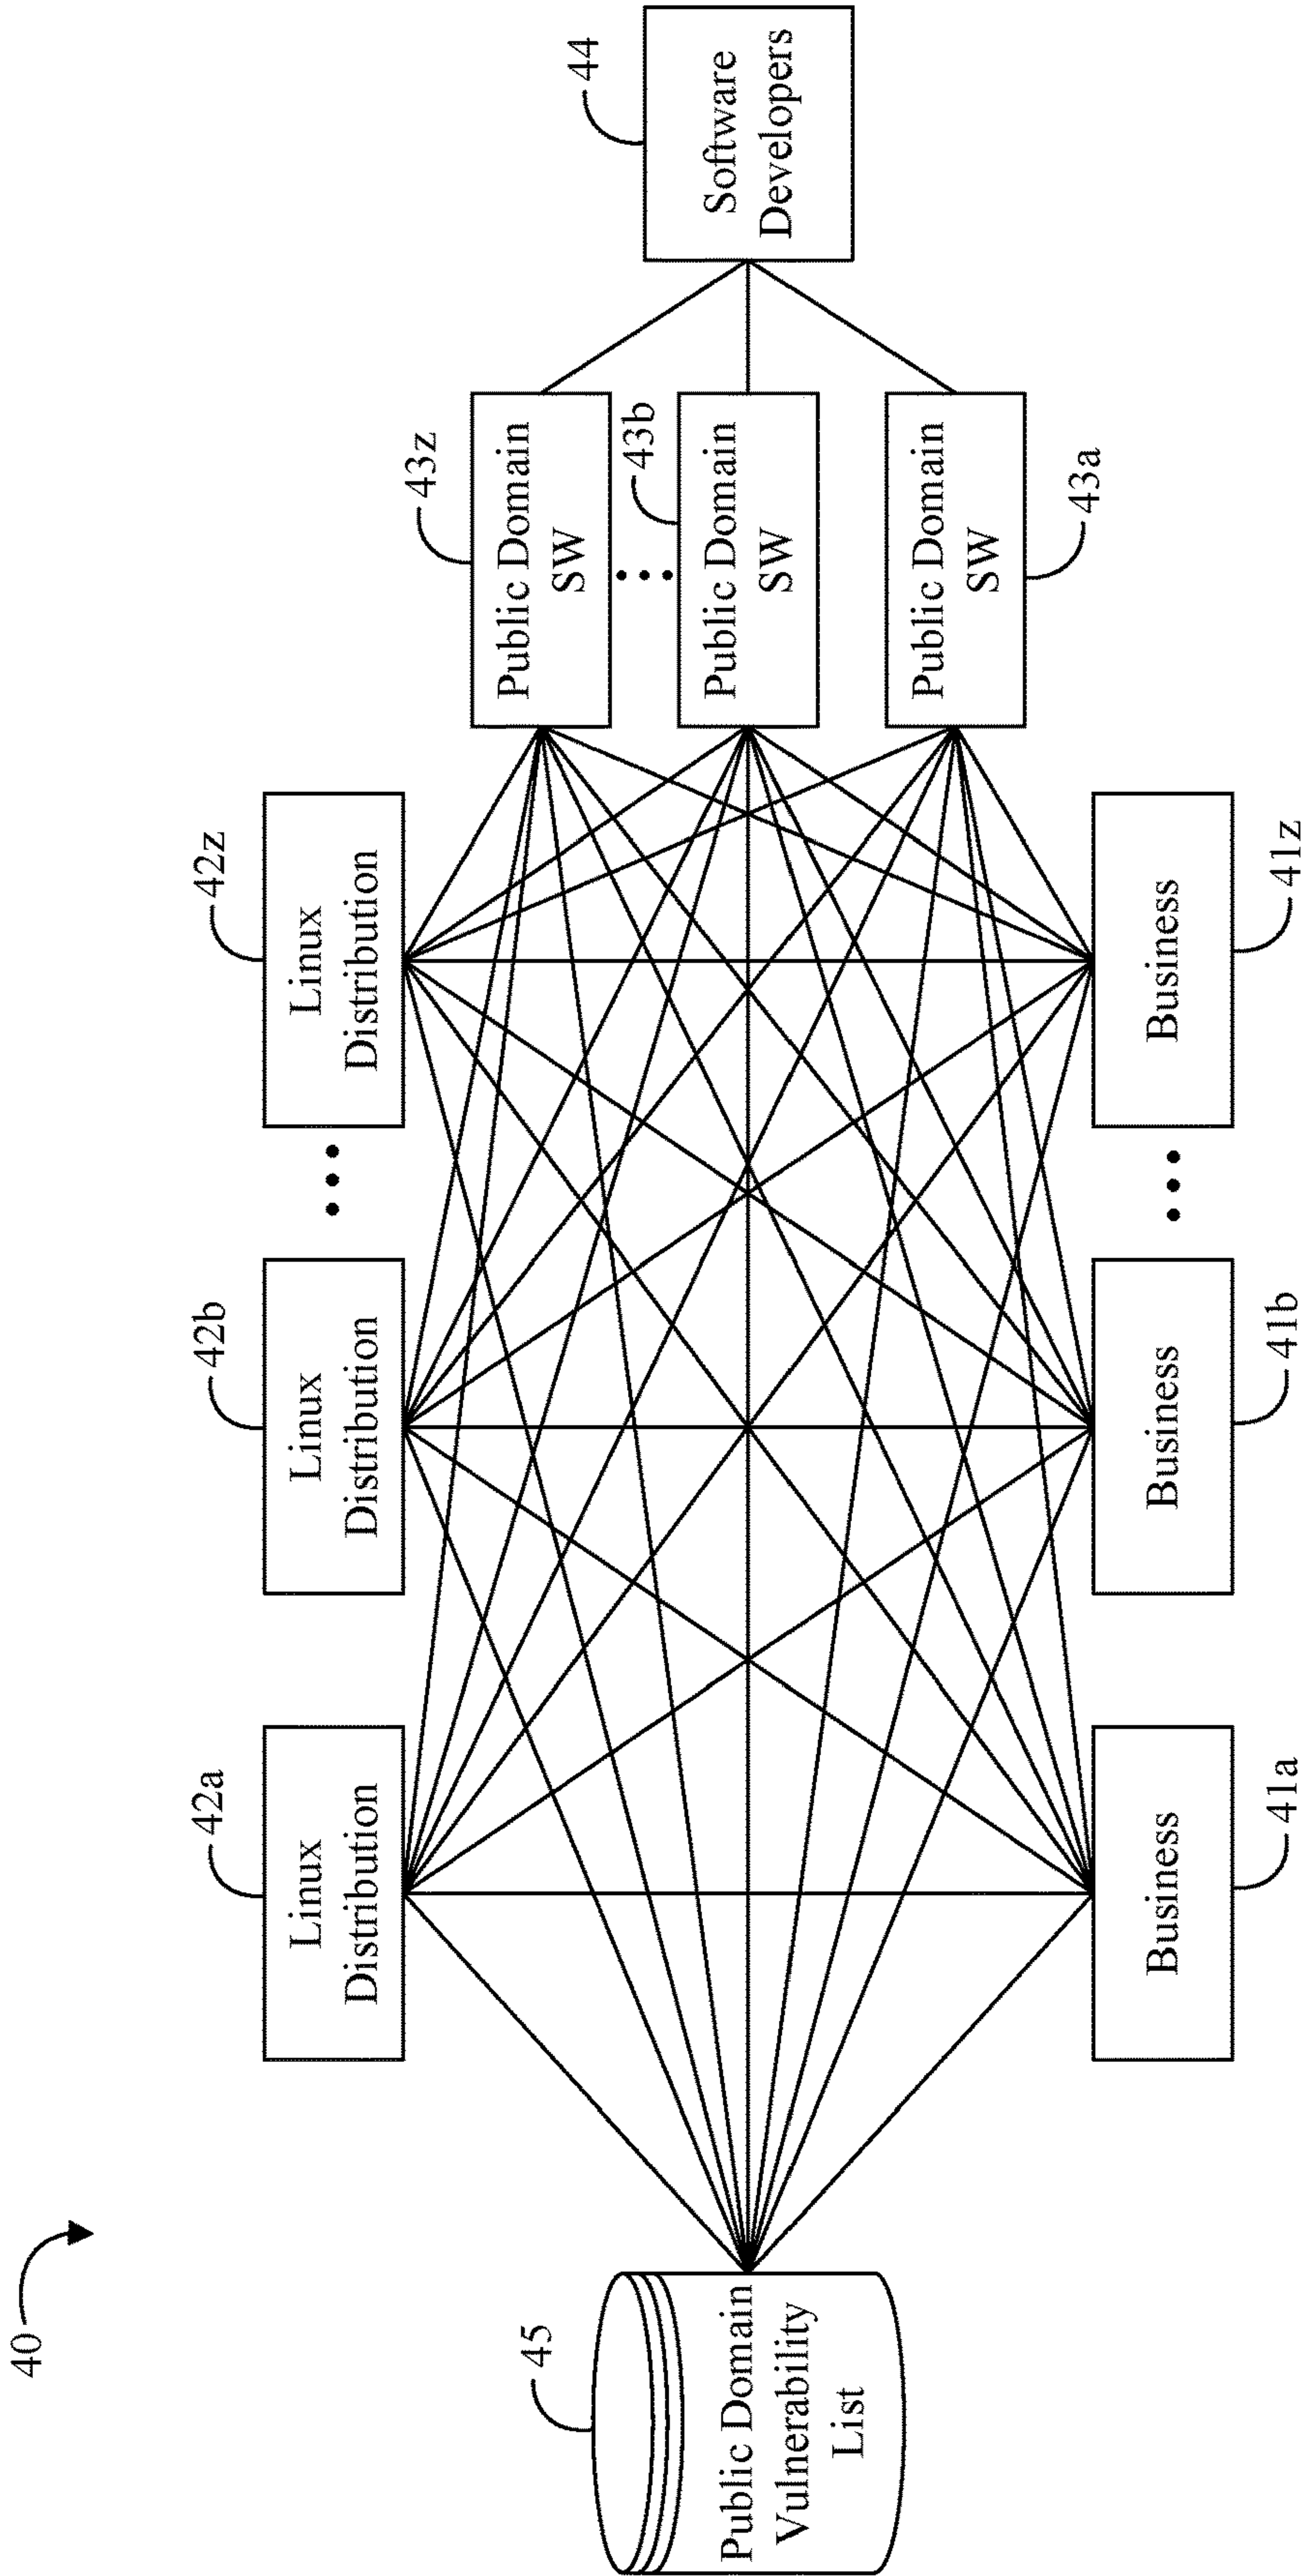 40
42a
Linux
Distribution
42b
Linux
Distribution
42z
Linux
Distribution
45
Public Domain
Vulnerability
List
43z
Public Domain
SW
43b
Public Domain
SW
Public Domain
SW
43a
44
Software
Developers
Business
41a
Business
41b
Business
41z